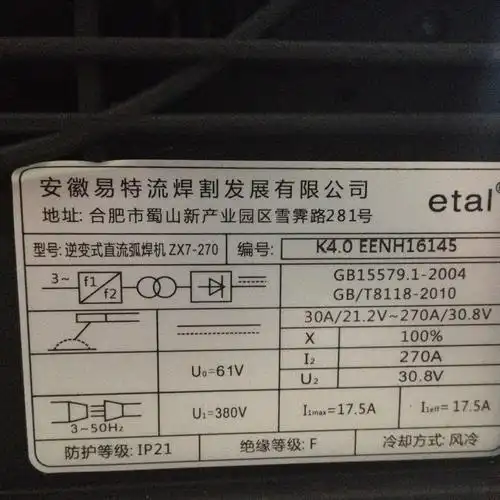 安徽易特流焊割发展有限公司
etal®
地址: 合肥市蜀山新产业园区雪霁路281号
型号: 逆变式直流弧焊机 ZX7-270
编号: K4.0 EENH16145
3~ f1 f2
GB15579.1-2004
GB/T8118-2010
30A/21.2V~270A/30.8V
X 100%
I2 270A
U0=61V
U2 30.8V
3~50Hz
U1=380V
I1max=17.5A
I1eff=17.5A
防护等级: IP21
绝缘等级: F
冷却方式: 风冷